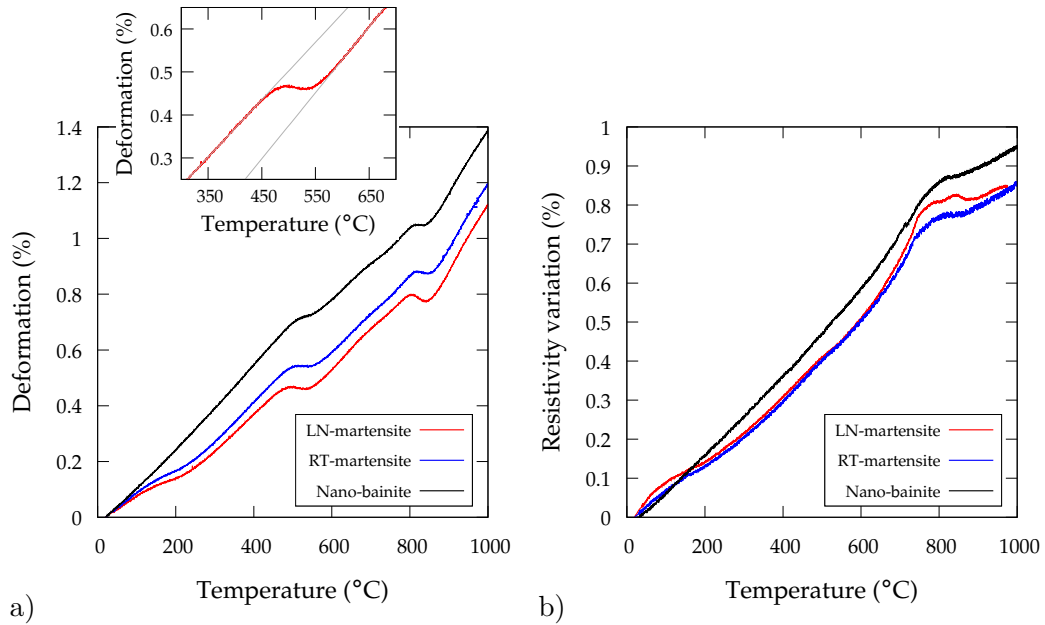 0.6
0.5
0.4
0.3
350
450
550
650
Deformation (%)
Temperature (°C)
1.4
1.2
1
0.8
0.6
0.4
0.2
0
0
200
400
600
800
1000
Deformation (%)
LN-martensite
RT-martensite
Nano-bainite
Temperature (°C)
a)
1
0.9
0.8
0.7
0.6
0.5
0.4
0.3
0.2
0.1
0
0
200
400
600
800
1000
Resistivity variation (%)
LN-martensite
RT-martensite
Nano-bainite
Temperature (°C)
b)